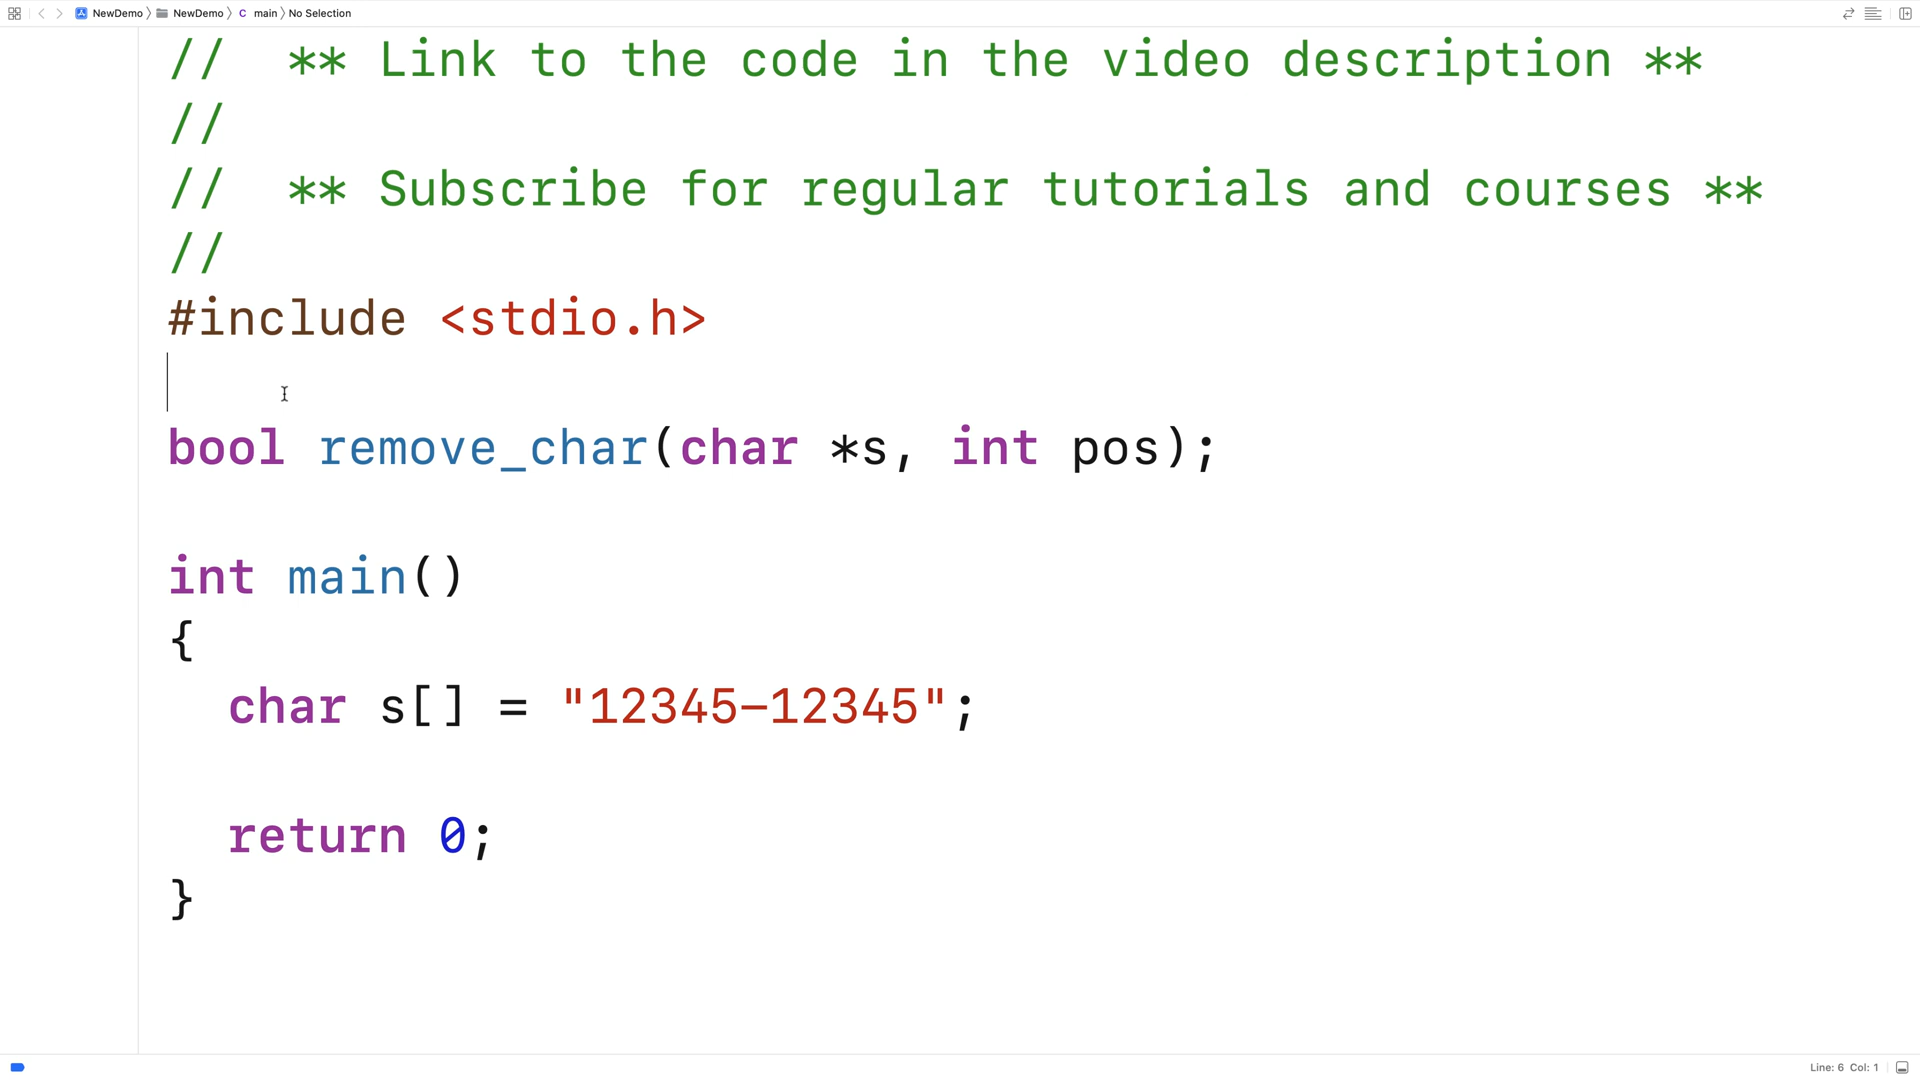 NewDemo NewDemo C main No Selection
// ** Link to the code in the video description **
//
// ** Subscribe for regular tutorials and courses **
//
#include <stdio.h>
bool remove_char(char *s, int pos);
int main()
{
char s[] = "12345-12345";
return 0;
}
Line: 6 Col: 1